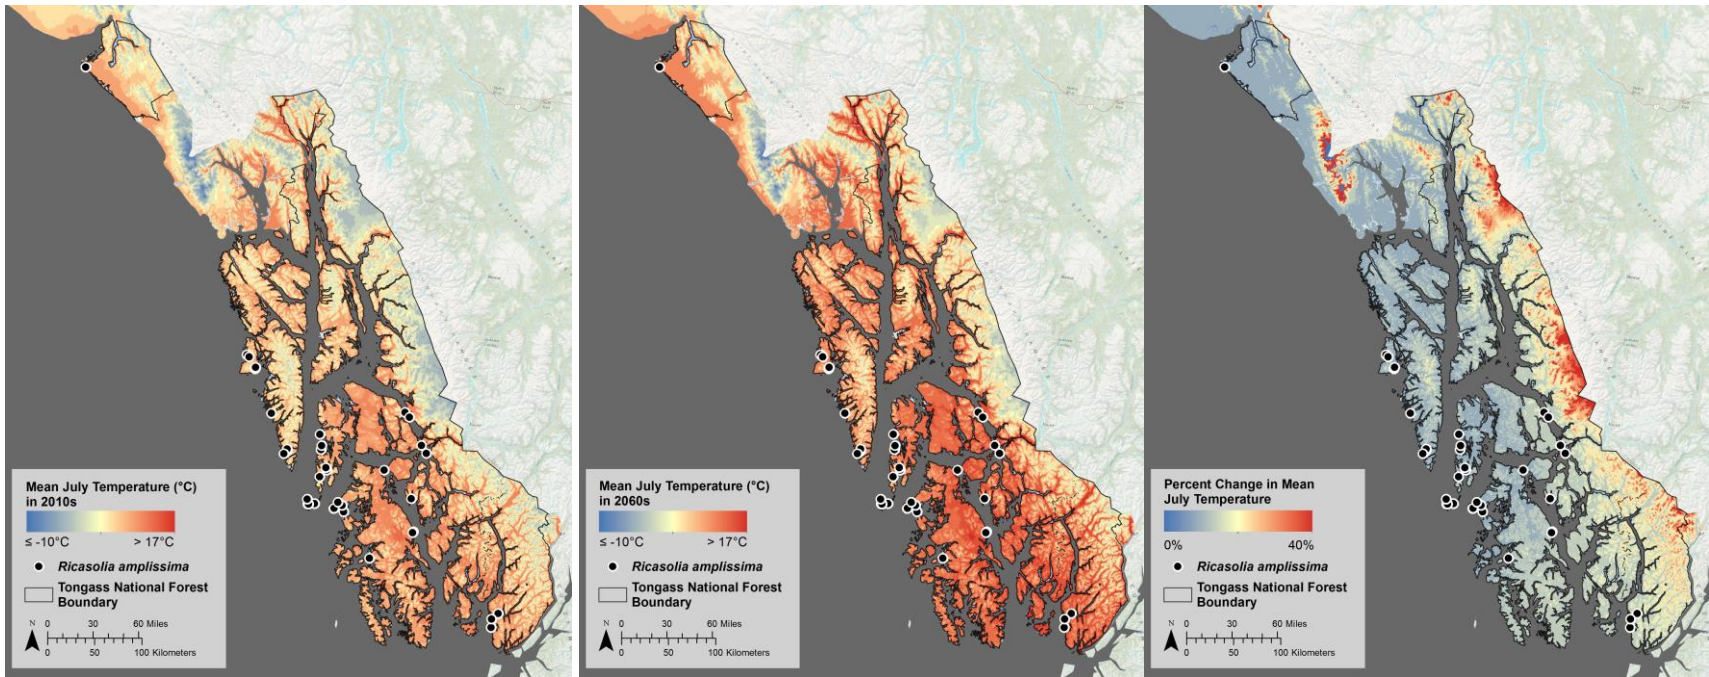 Mean July Temperature (°C)
in 2010s
≤ -10°C > 17°C
Ricasolia amplissima
Tongass National Forest
Boundary
N
0 30 60 Miles
0 50 100 Kilometers
Mean July Temperature (°C)
in 2060s
≤ -10°C > 17°C
Ricasolia amplissima
Tongass National Forest
Boundary
N
0 30 60 Miles
0 50 100 Kilometers
Percent Change in Mean
July Temperature
0% 40%
Ricasolia amplissima
Tongass National Forest
Boundary
N
0 30 60 Miles
0 50 100 Kilometers